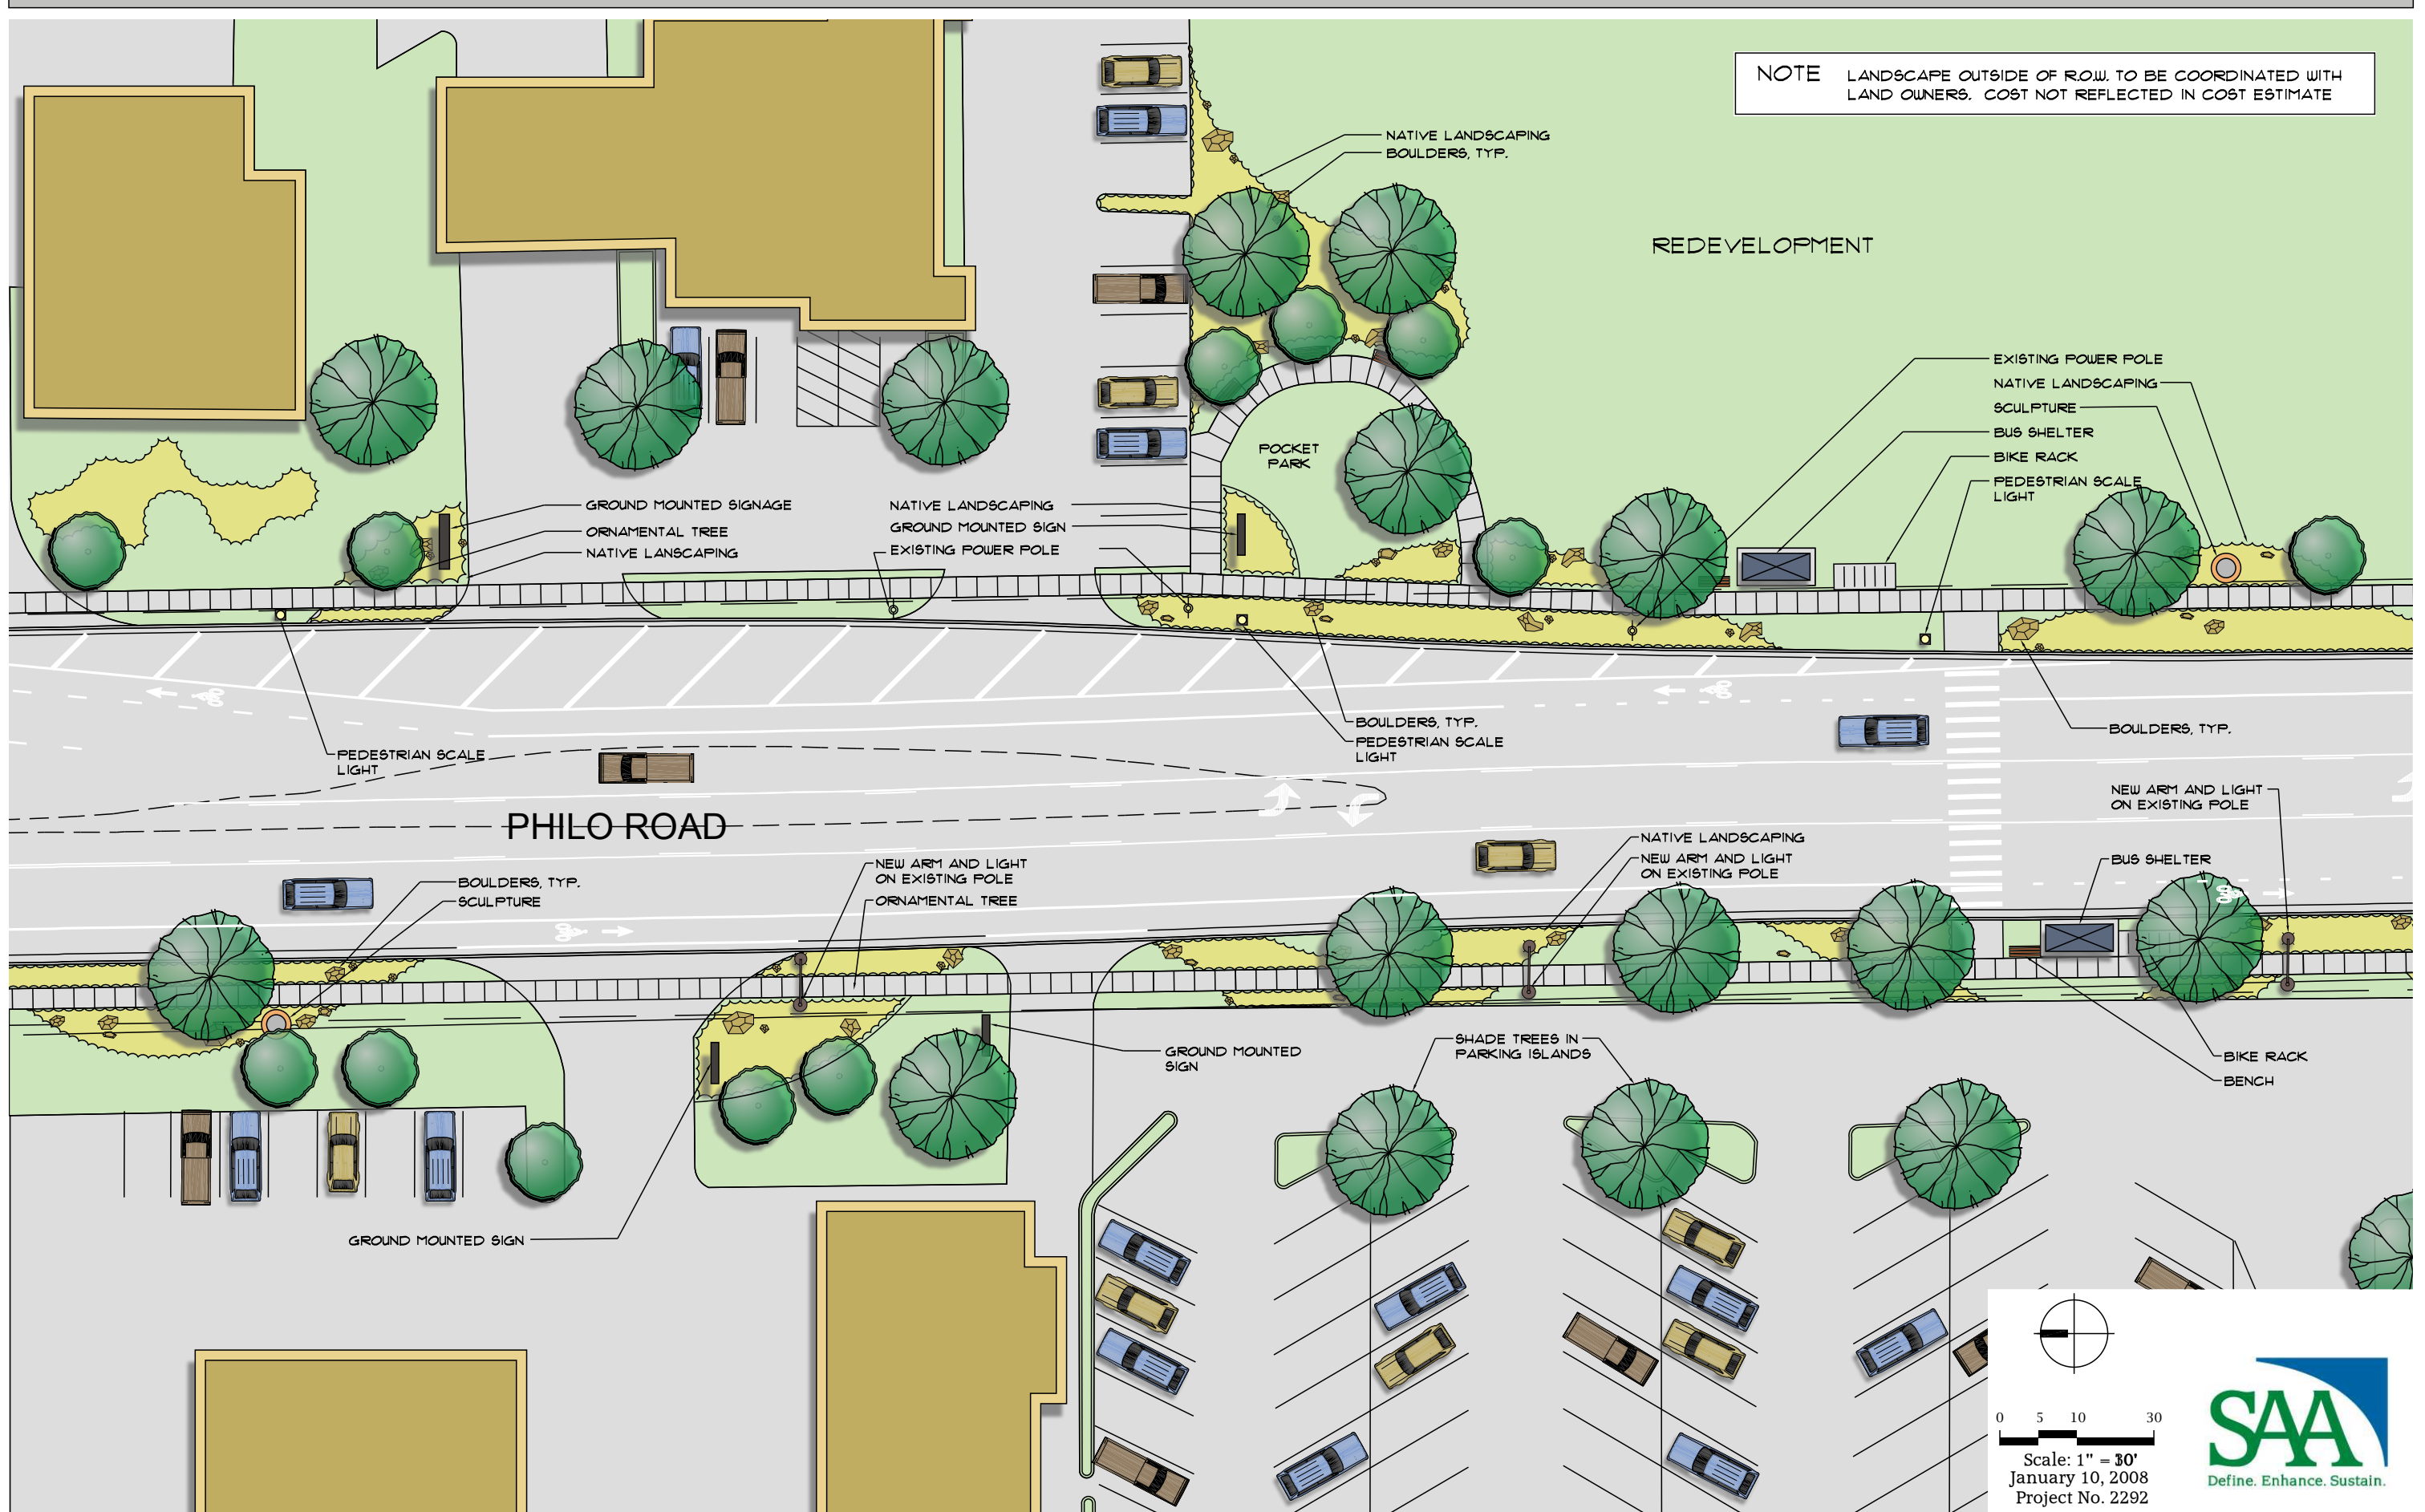 NOTE LANDSCAPE OUTSIDE OF R.O.W. TO BE COORDINATED WITH
LAND OWNERS. COST NOT REFLECTED IN COST ESTIMATE
NATIVE LANDSCAPING
BOULDERS, TYP.
REDEVELOPMENT
EXISTING POWER POLE
NATIVE LANDSCAPING
SCULPTURE
BUS SHELTER
BIKE RACK
PEDESTRIAN SCALE
LIGHT
POCKET
PARK
GROUND MOUNTED SIGNAGE
ORNAMENTAL TREE
NATIVE LANSCAPING
NATIVE LANDSCAPING
GROUND MOUNTED SIGN
EXISTING POWER POLE
PEDESTRIAN SCALE
LIGHT
BOULDERS, TYP.
PEDESTRIAN SCALE
LIGHT
BOULDERS, TYP.
NEW ARM AND LIGHT
ON EXISTING POLE
PHILO ROAD
BOULDERS, TYP.
SCULPTURE
NEW ARM AND LIGHT
ON EXISTING POLE
ORNAMENTAL TREE
NATIVE LANDSCAPING
NEW ARM AND LIGHT
ON EXISTING POLE
BUS SHELTER
GROUND MOUNTED
SIGN
SHADE TREES IN
PARKING ISLANDS
BIKE RACK
BENCH
GROUND MOUNTED SIGN
0 5 10 30
Scale: 1" = 30'
January 10, 2008
Project No. 2292
SAA
Define. Enhance. Sustain.